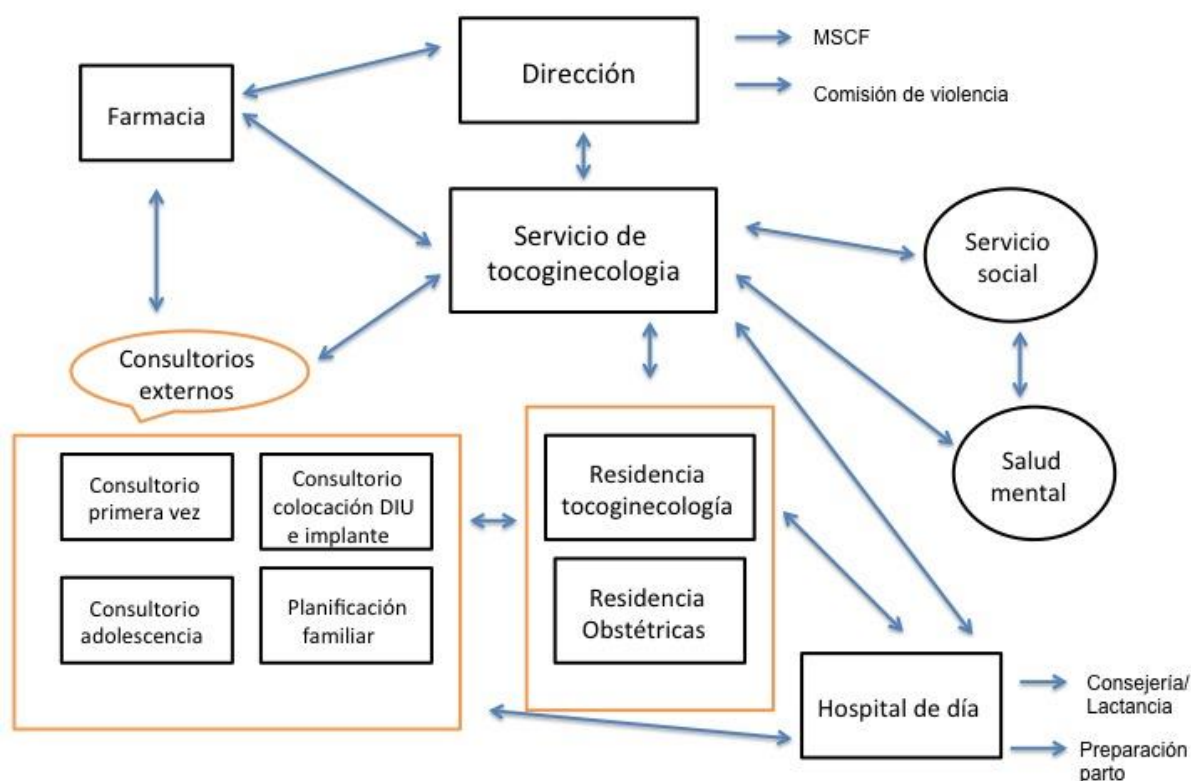 MSCF
Dirección
Comisión de violencia
Farmacia
Servicio de
tocoginecologia
Servicio
social
Consultorios
externos
Salud
mental
Consultorio
primera vez
Consultorio
colocación DIU
e implante
Residencia
tocoginecología
Consultorio
adolescencia
Planificación
familiar
Residencia
Obstétricas
Hospital de día
Consejería/
Lactancia
Preparación
parto